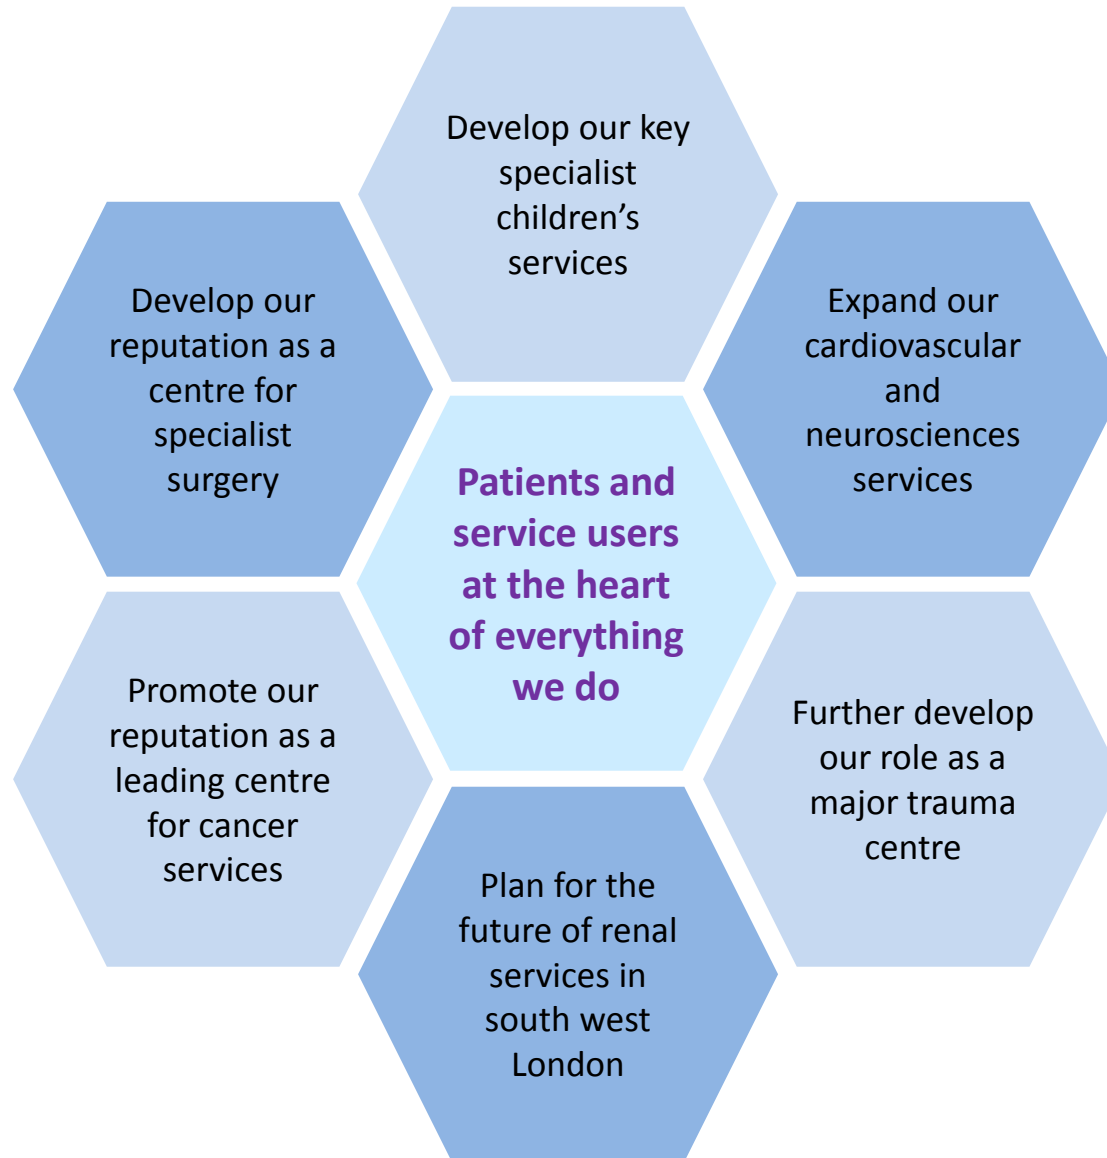 Develop our key
specialist
children’s
services
Develop our
reputation as a
centre for
specialist
surgery
Expand our
cardiovascular
and
neurosciences
services
Patients and
service users
at the heart
of everything
we do
Promote our
reputation as a
leading centre
for cancer
services
Further develop
our role as a
major trauma
centre
Plan for the
future of renal
services in
south west
London